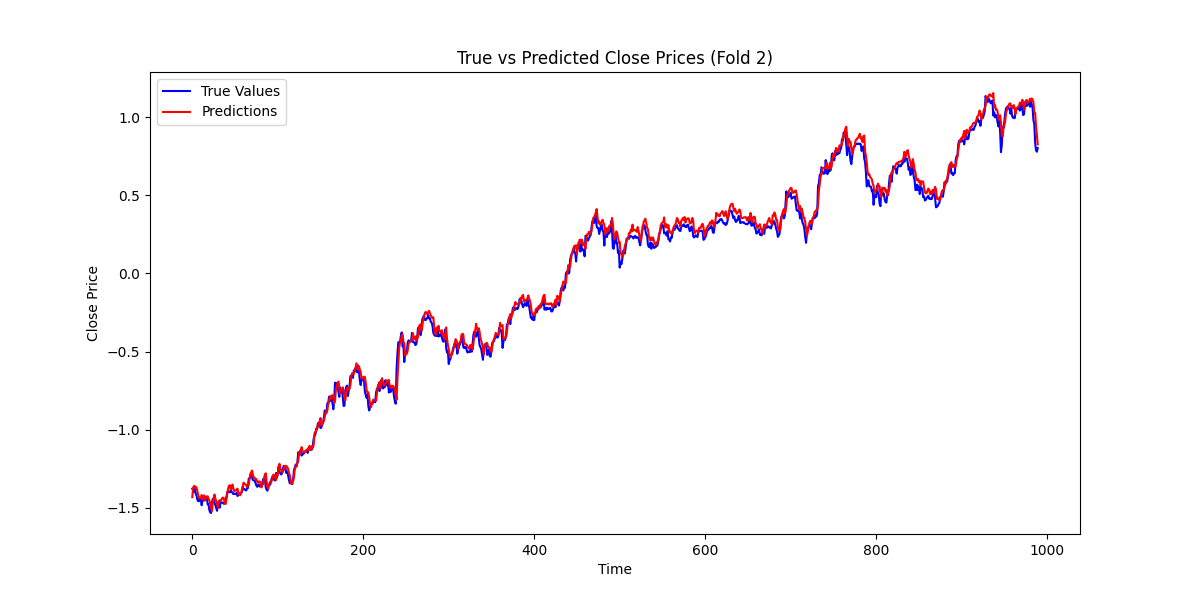 True vs Predicted Close Prices (Fold 2)
True Values
Predictions
Close Price
1.0
0.5
0.0
−0.5
−1.0
−1.5
0 200 400 600 800 1000
Time